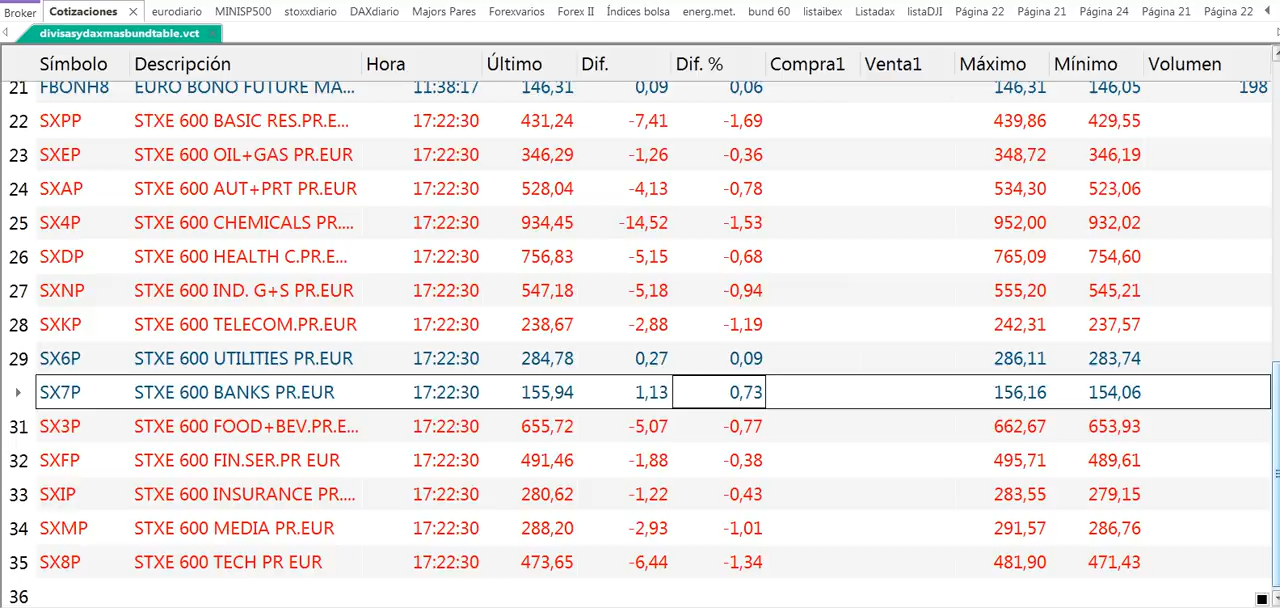 Broker Cotizaciones eurodiario MINISP500 stoxxdiario DAXdiario Majors Pares Forexvarios Forex II Índices bolsa energ.met. bund 60 listaibex Listadax listaDJI Página 22 Página 21 Página 24 Página 21 Página 22
divisasydaxmasbundtable.vct
Símbolo Descripción Hora Último Dif. Dif. % Compra1 Venta1 Máximo Mínimo Volumen
21 FBONH8 EURO BONO FUTURE MA... 11:38:17 146,31 0,09 0,06 146,31 146,05 198
22 SXPP STXE 600 BASIC RES.PR.E... 17:22:30 431,24 -7,41 -1,69 439,86 429,55
23 SXEP STXE 600 OIL+GAS PR.EUR 17:22:30 346,29 -1,26 -0,36 348,72 346,19
24 SXAP STXE 600 AUT+PRT PR.EUR 17:22:30 528,04 -4,13 -0,78 534,30 523,06
25 SX4P STXE 600 CHEMICALS PR.... 17:22:30 934,45 -14,52 -1,53 952,00 932,02
26 SXDP STXE 600 HEALTH C.PR.E... 17:22:30 756,83 -5,15 -0,68 765,09 754,60
27 SXNP STXE 600 IND. G+S PR.EUR 17:22:30 547,18 -5,18 -0,94 555,20 545,21
28 SXKP STXE 600 TELECOM.PR.EUR 17:22:30 238,67 -2,88 -1,19 242,31 237,57
29 SX6P STXE 600 UTILITIES PR.EUR 17:22:30 284,78 0,27 0,09 286,11 283,74
SX7P STXE 600 BANKS PR.EUR 17:22:30 155,94 1,13 0,73 156,16 154,06
31 SX3P STXE 600 FOOD+BEV.PR.E... 17:22:30 655,72 -5,07 -0,77 662,67 653,93
32 SXFP STXE 600 FIN.SER.PR EUR 17:22:30 491,46 -1,88 -0,38 495,71 489,61
33 SXIP STXE 600 INSURANCE PR.... 17:22:30 280,62 -1,22 -0,43 283,55 279,15
34 SXMP STXE 600 MEDIA PR.EUR 17:22:30 288,20 -2,93 -1,01 291,57 286,76
35 SX8P STXE 600 TECH PR EUR 17:22:30 473,65 -6,44 -1,34 481,90 471,43
36